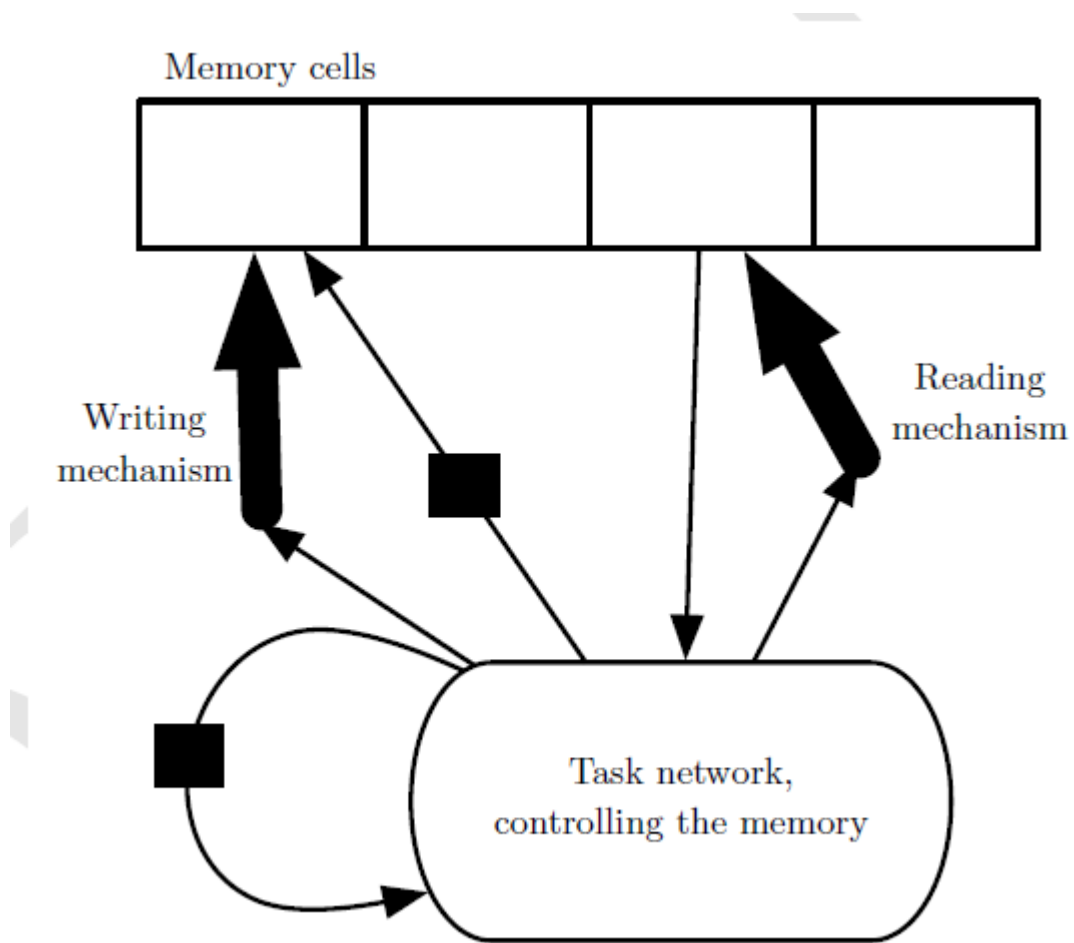 Memory cells
Writing
mechanism
Reading
mechanism
Task network,
controlling the memory